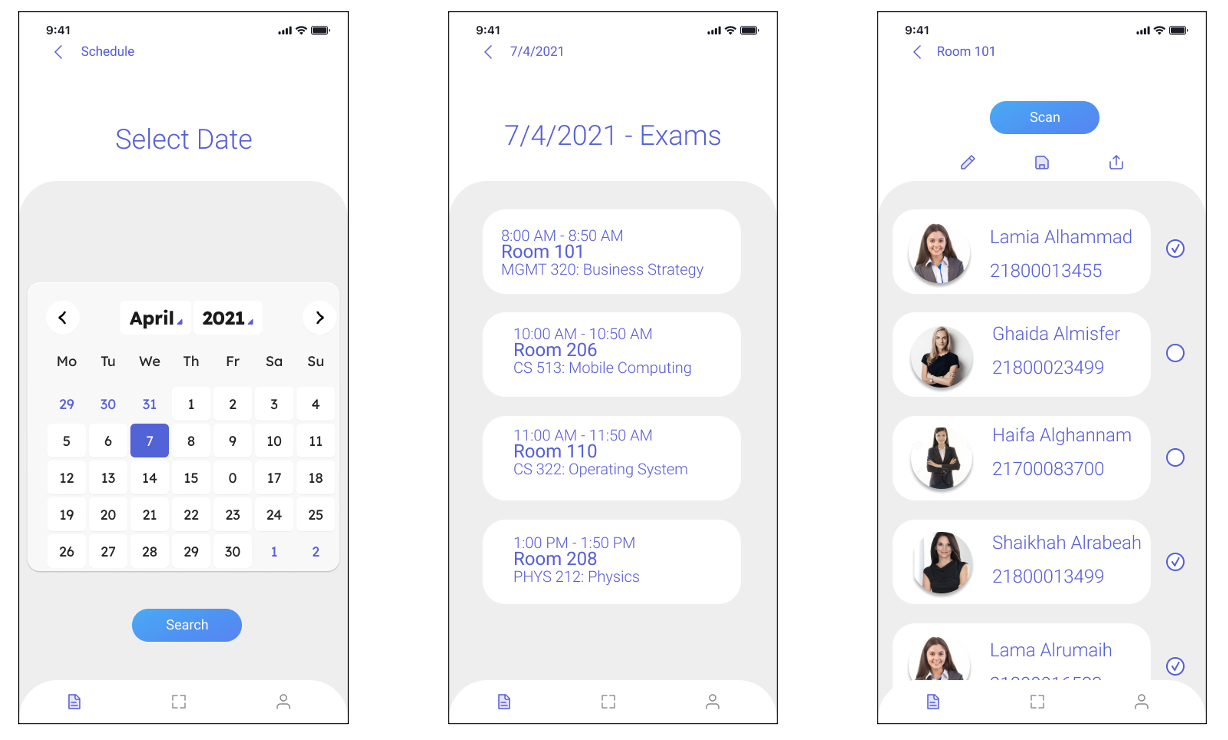 9:41
Schedule
Select Date
April 2021
Mo Tu We Th Fr Sa Su
29 30 31 1 2 3 4
5 6 7 8 9 10 11
12 13 14 15 0 17 18
19 20 21 22 23 24 25
26 27 28 29 30 1 2
Search
9:41
7/4/2021
7/4/2021 - Exams
8:00 AM - 8:50 AM
Room 101
MGMT 320: Business Strategy
10:00 AM - 10:50 AM
Room 206
CS 513: Mobile Computing
11:00 AM - 11:50 AM
Room 110
CS 322: Operating System
1:00 PM - 1:50 PM
Room 208
PHYS 212: Physics
9:41
Room 101
Scan
Lamia Alhammad
21800013455
Ghaida Almisfer
21800023499
Haifa Alghannam
21700083700
Shaikhah Alrabeah
21800013499
Lama Alrumaih